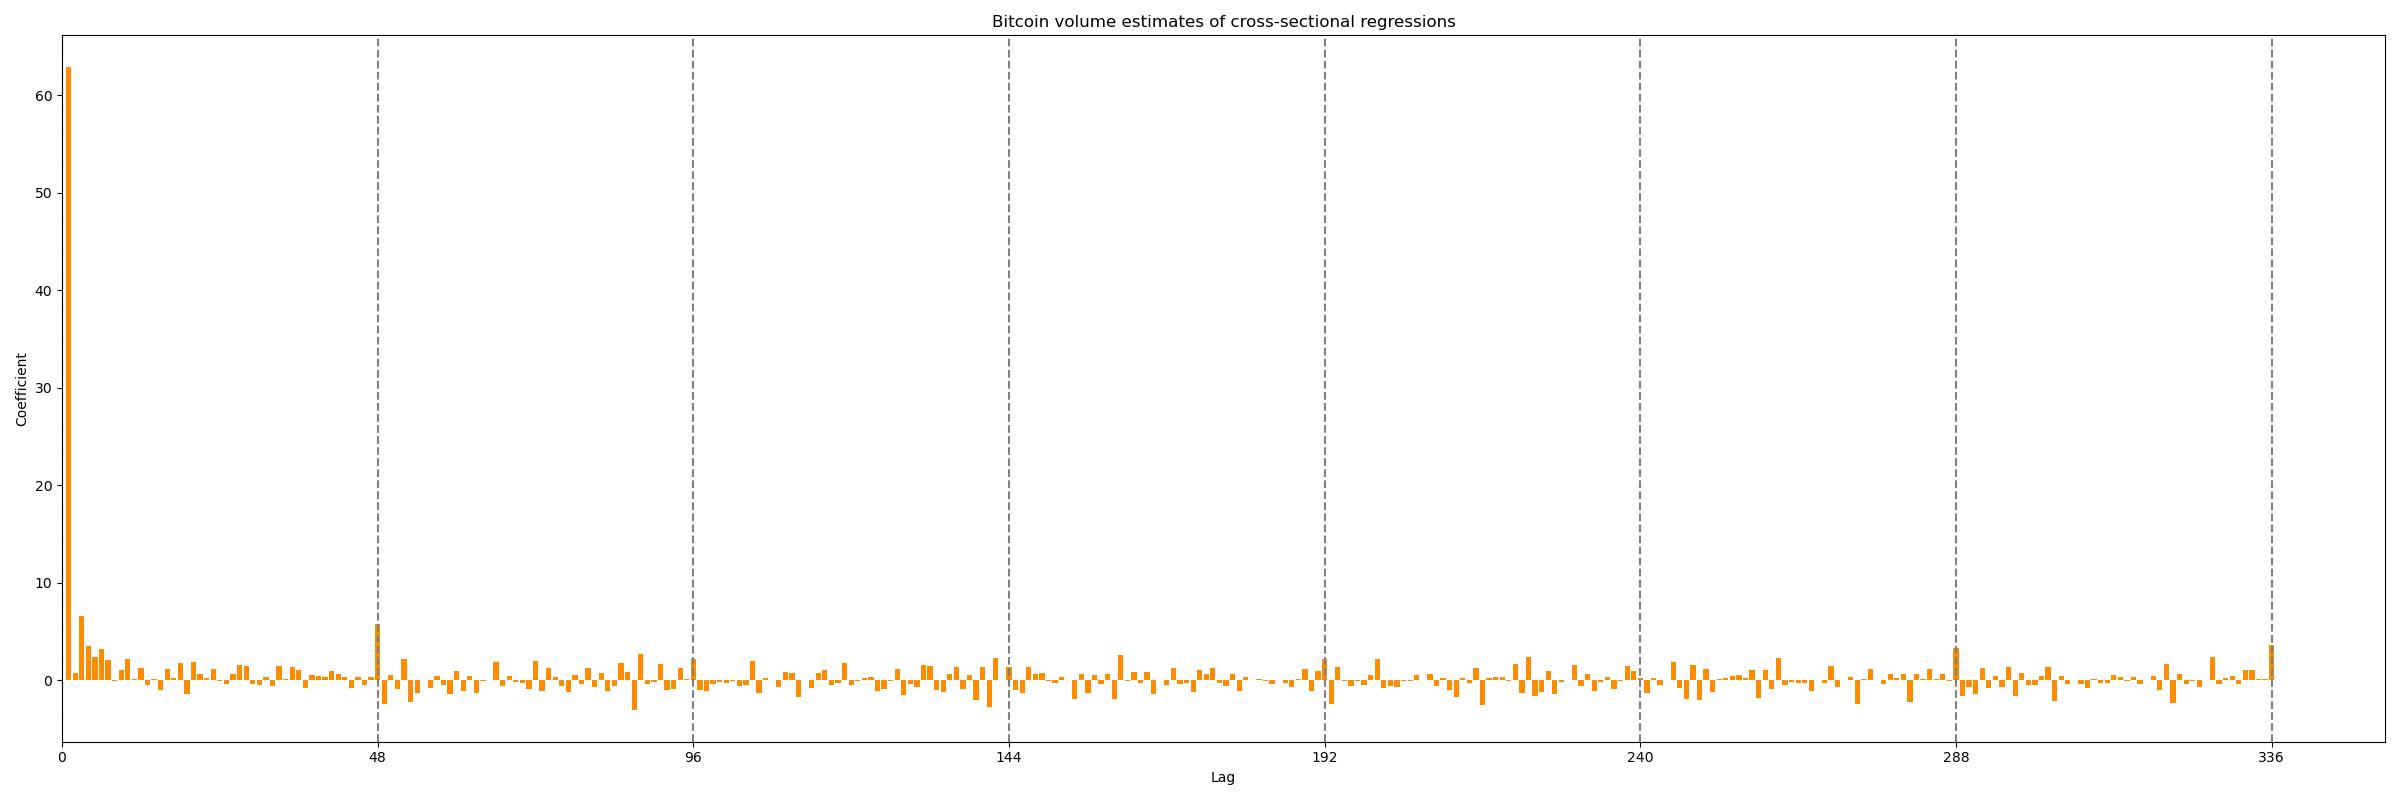 Bitcoin volume estimates of cross-sectional regressions
60
50
40
30
20
10
0
Coefficient
0 48 96 144 192 240 288 336
Lag